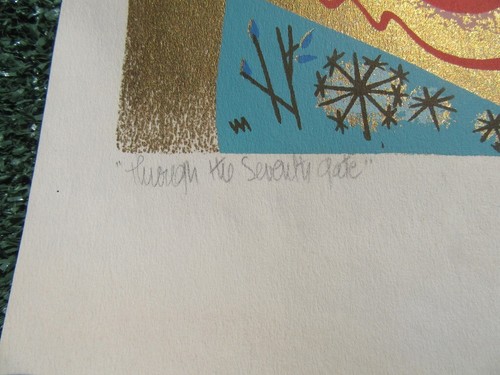 "through the Seventh gate"